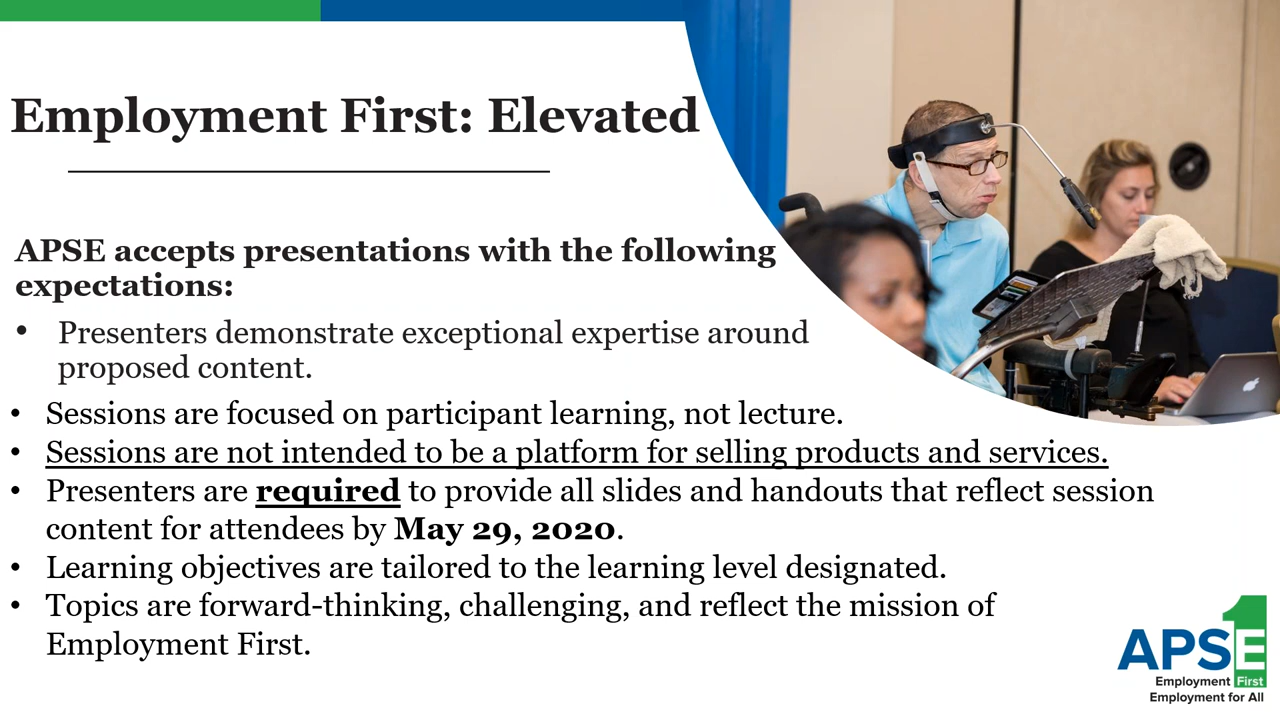 Employment First: Elevated
APSE accepts presentations with the following
expectations:
• Presenters demonstrate exceptional expertise around
proposed content.
• Sessions are focused on participant learning, not lecture.
• Sessions are not intended to be a platform for selling products and services.
• Presenters are required to provide all slides and handouts that reflect session
content for attendees by May 29, 2020.
• Learning objectives are tailored to the learning level designated.
• Topics are forward-thinking, challenging, and reflect the mission of
Employment First.
APSE
1
Employment First
Employment for All